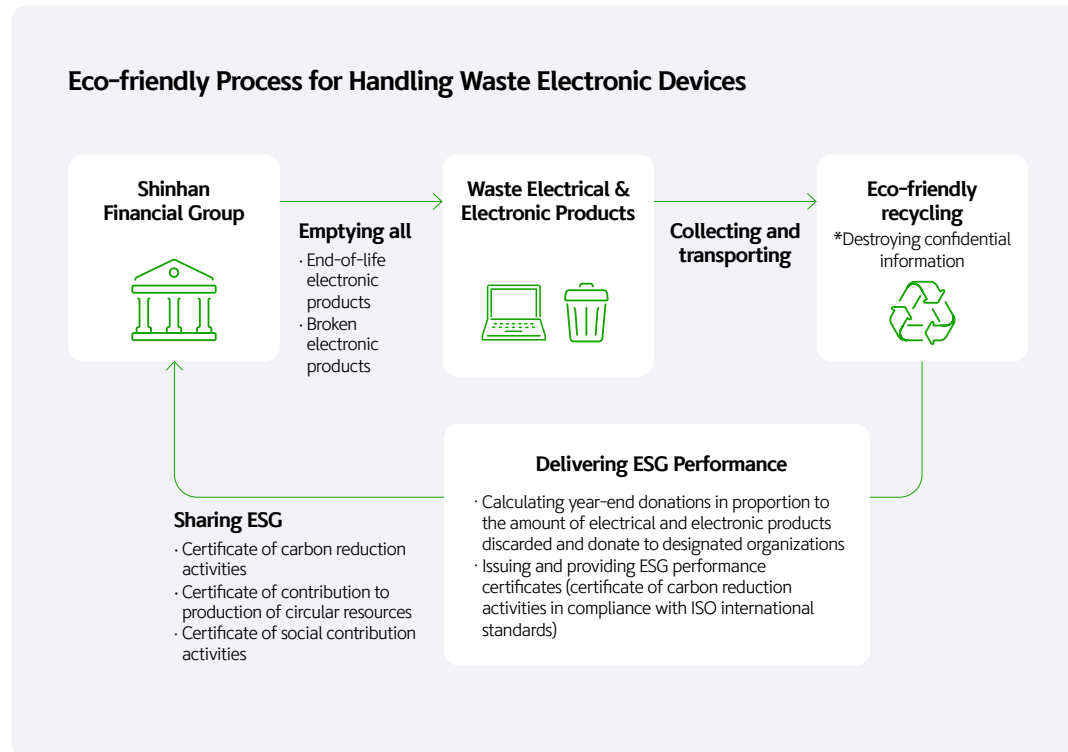 Eco-friendly Process for Handling Waste Electronic Devices
Shinhan
Financial Group
Emptying all
· End-of-life
electronic
products
· Broken
electronic
products
Waste Electrical &
Electronic Products
Collecting and
transporting
Eco-friendly
recycling
*Destroying confidential
information
Delivering ESG Performance
· Calculating year-end donations in proportion to
the amount of electrical and electronic products
discarded and donate to designated organizations
· Issuing and providing ESG performance
certificates (certificate of carbon reduction
activities in compliance with ISO international
standards)
Sharing ESG
· Certificate of carbon reduction
activities
· Certificate of contribution to
production of circular resources
· Certificate of social contribution
activities